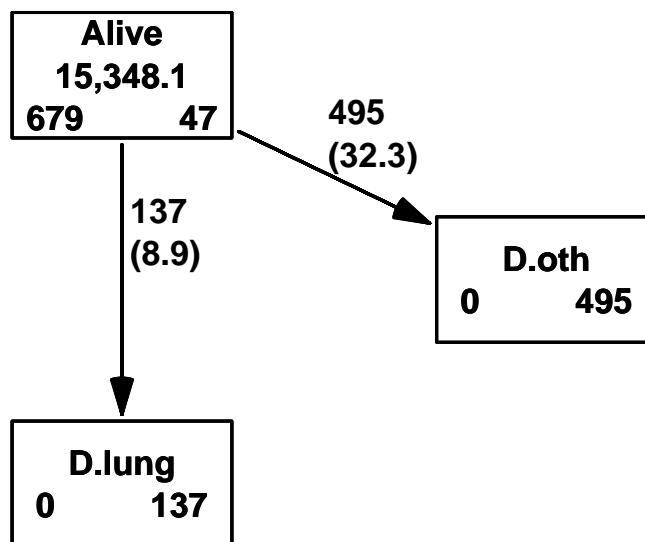 Alive
15,348.1
679 47
495
(32.3)
137
(8.9)
D.oth
0 495
D.lung
0 137